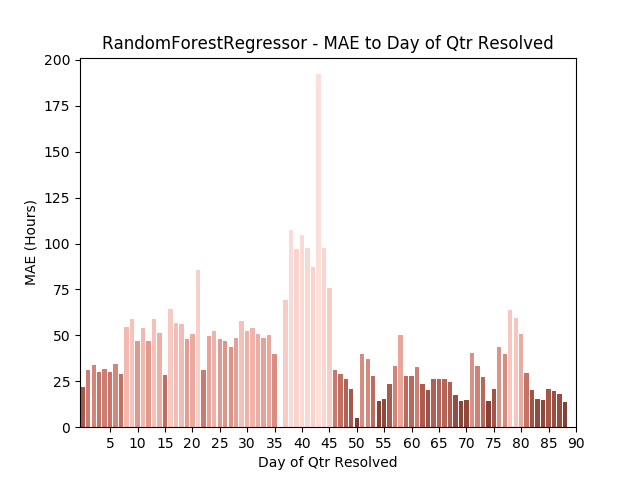 RandomForestRegressor - MAE to Day of Qtr Resolved
200
175
150
125
100
75
50
25
0
MAE (Hours)
5 10 15 20 25 30 35 40 45 50 55 60 65 70 75 80 85 90
Day of Qtr Resolved